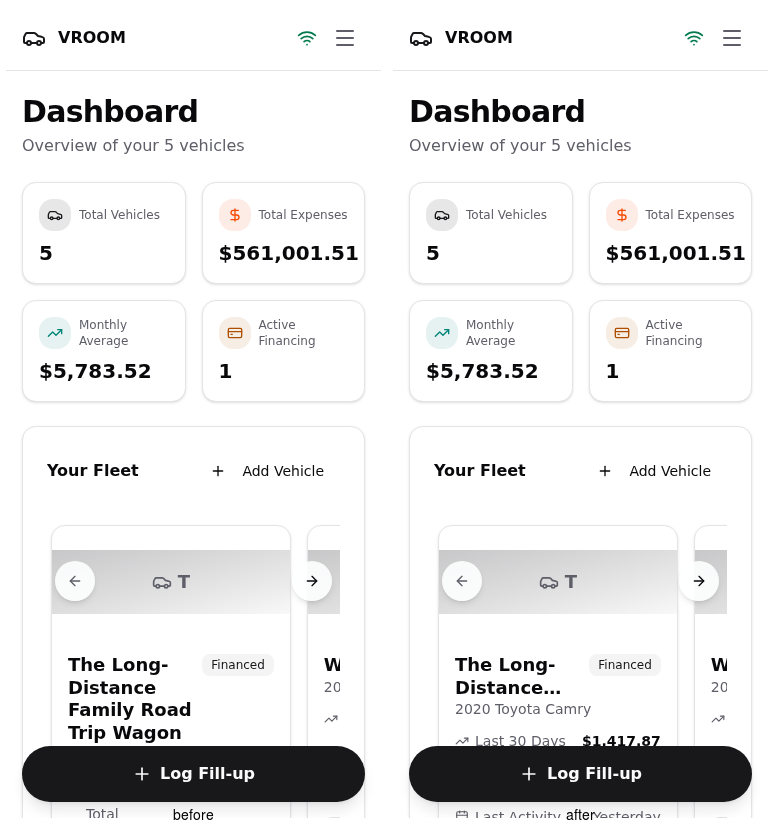 VROOM
Dashboard
Overview of your 5 vehicles
Total Vehicles
5
Total Expenses
$561,001.51
Monthly
Average
$5,783.52
Active
Financing
1
Your Fleet
Add Vehicle
T
The Long-
Distance
Family Road
Trip Wagon
Financed
W
20
Log Fill-up
Total
before
VROOM
Dashboard
Overview of your 5 vehicles
Total Vehicles
5
Total Expenses
$561,001.51
Monthly
Average
$5,783.52
Active
Financing
1
Your Fleet
Add Vehicle
T
The Long-
Distance…
Financed
2020 Toyota Camry
Last 30 Days $1,417.87
W
20
Log Fill-up
Last Activity Yesterday
after